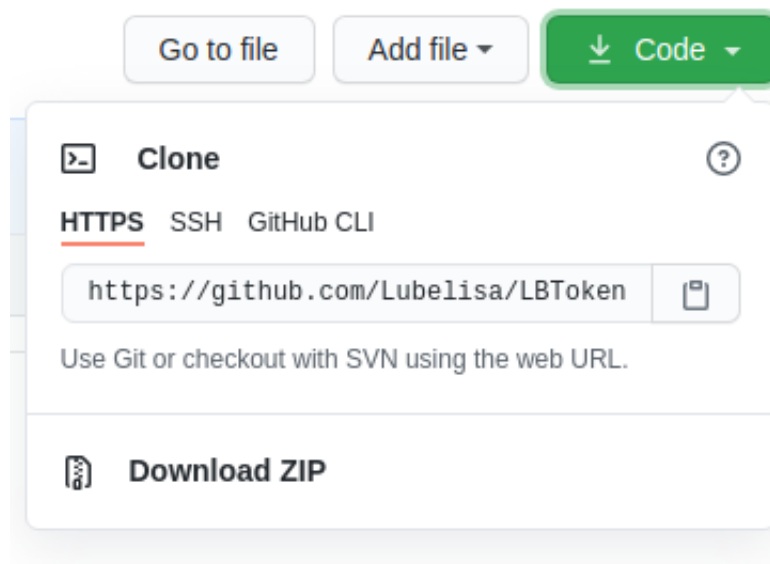 Go to file Add file Code
Clone
HTTPS SSH GitHub CLI
https://github.com/Lubelisa/LBToken
Use Git or checkout with SVN using the web URL.
Download ZIP